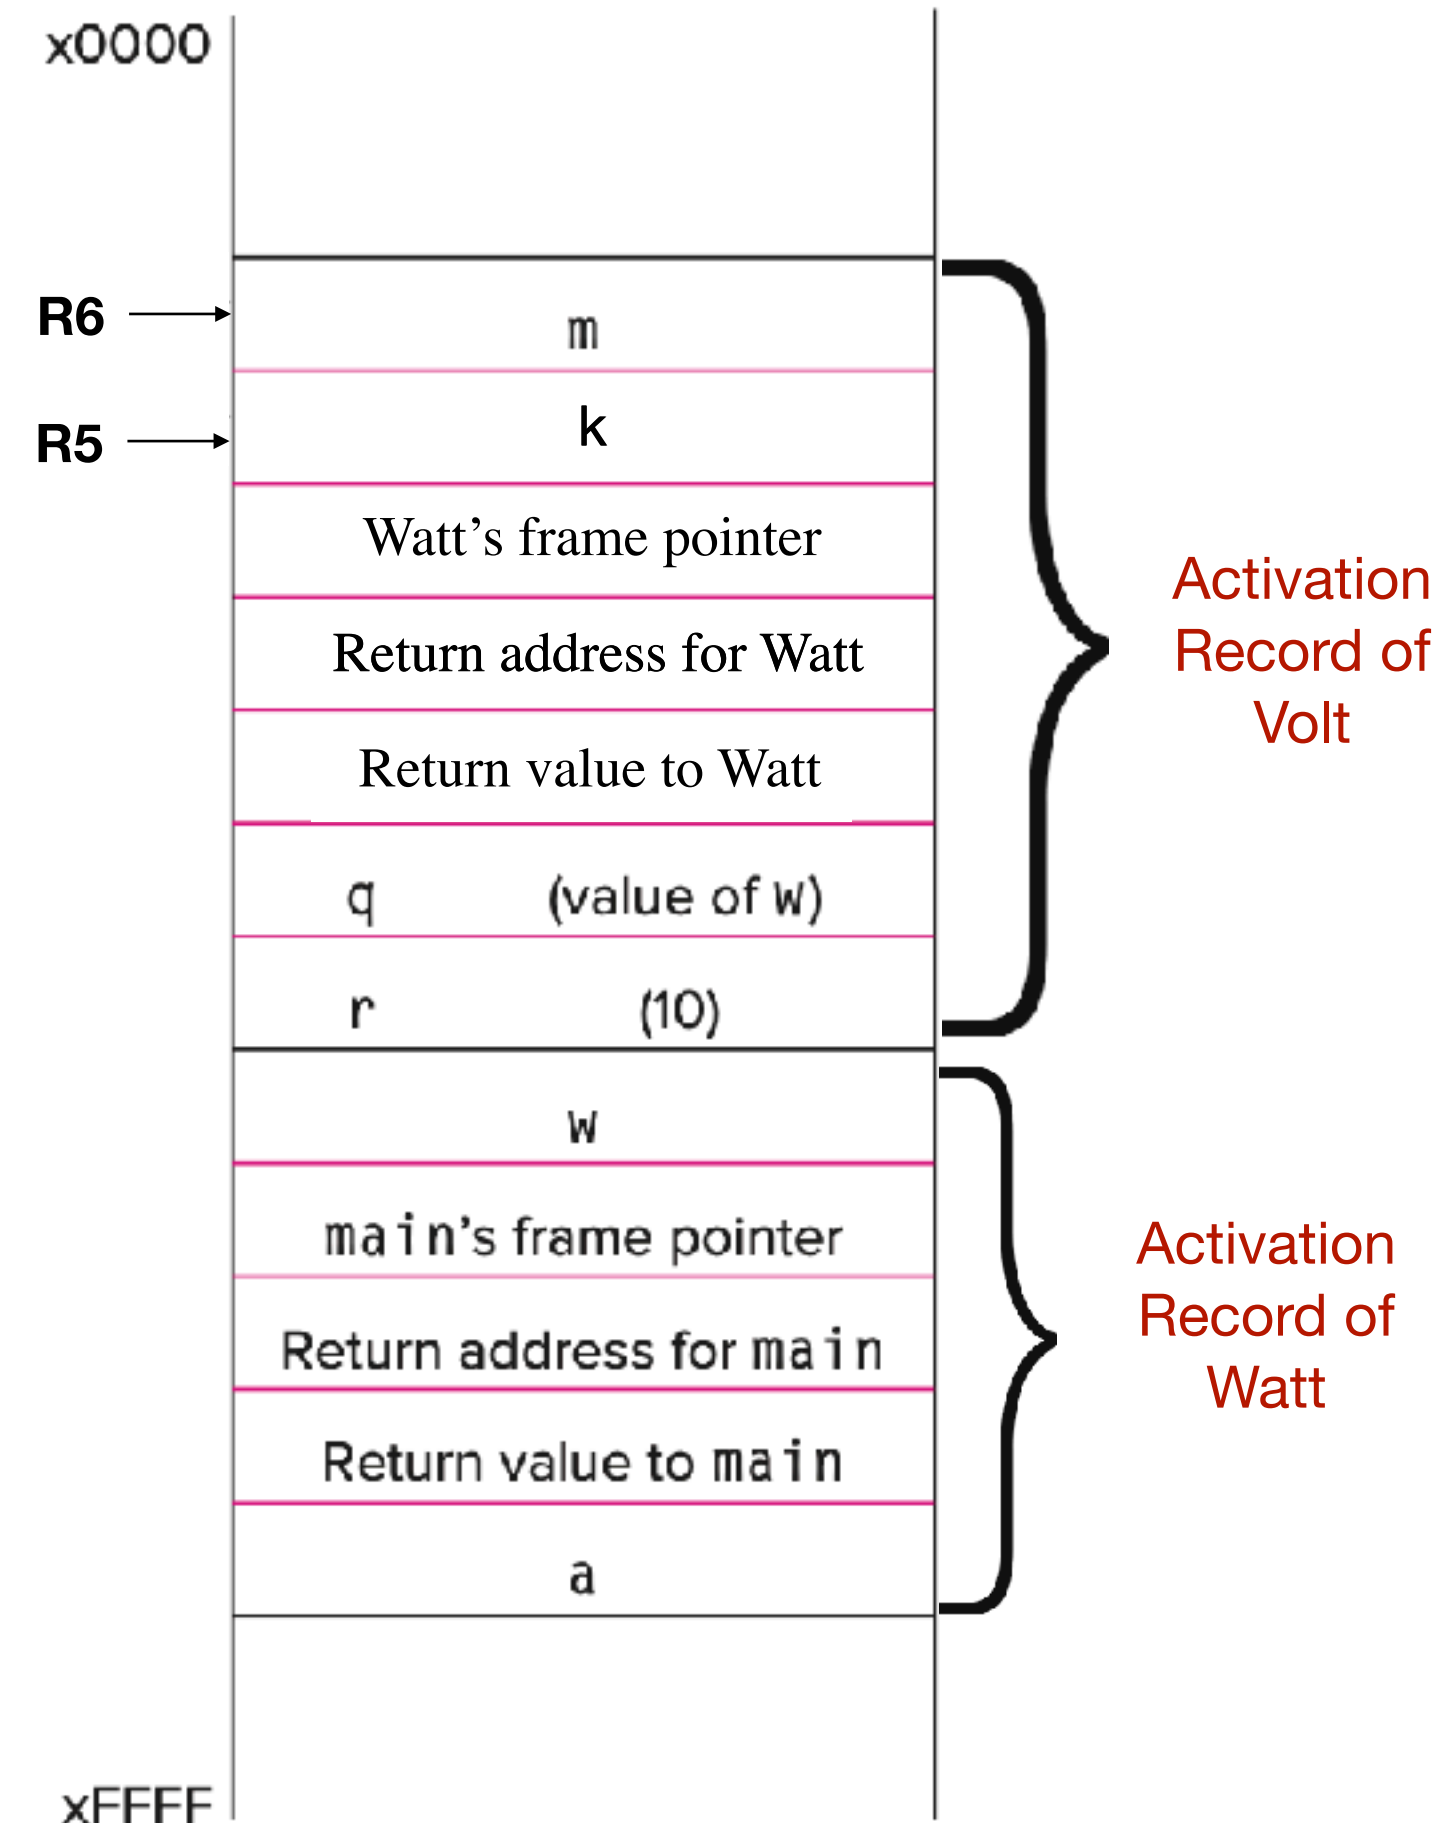 x0000
R6
m
R5
k
Watt's frame pointer
Return address for Watt
Return value to Watt
q (value of w)
r (10)
Activation
Record of
Volt
w
main's frame pointer
Return address for main
Return value to main
a
Activation
Record of
Watt
xFFFF